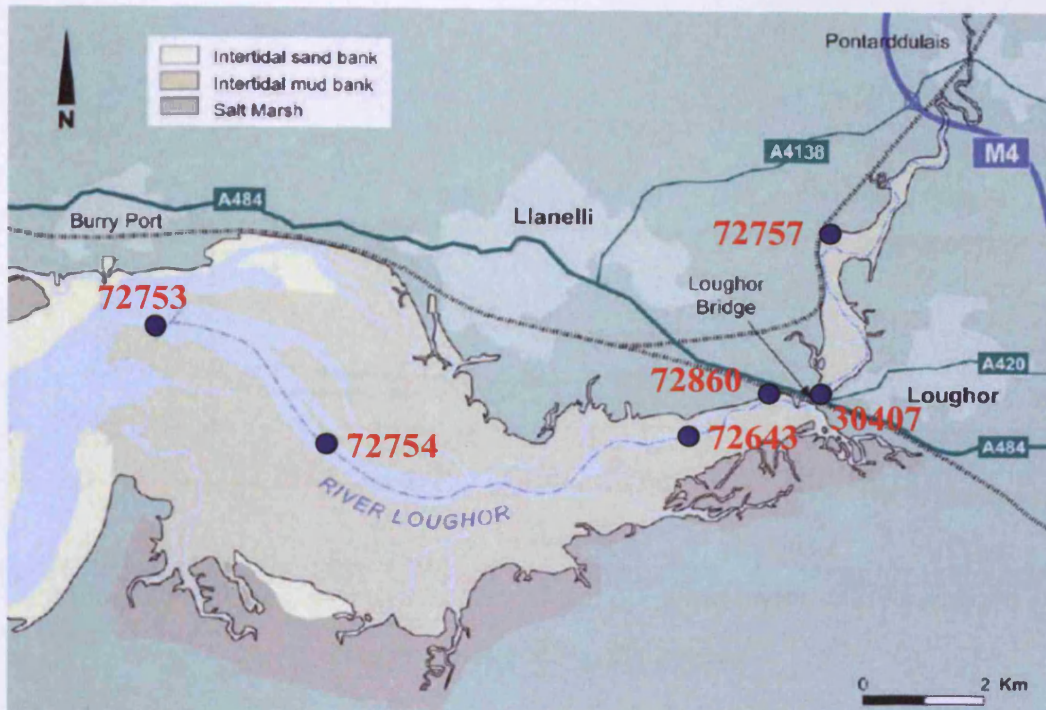 Intertidal sand bank
Intertidal mud bank
Salt Marsh
N
Pontarddulais
M4
A4138
A484
Burry Port
Llanelli
72757
Loughor
Bridge
72753
A420
72860
Loughor
30407
72643
72754
A484
RIVER LOUGHOR
0 2 Km